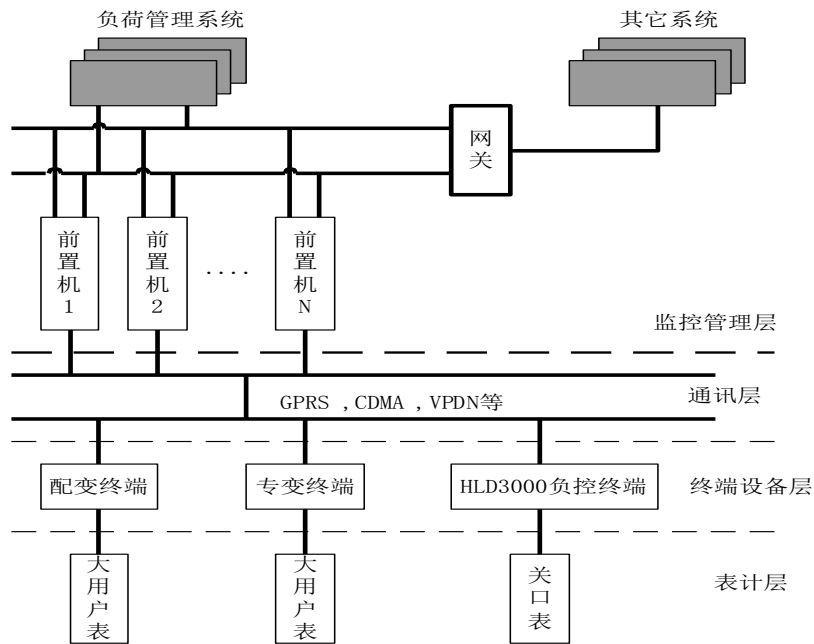 负荷管理系统
其它系统
网关
前置机1
前置机2
....
前置机N
监控管理层
通讯层
GPRS ,CDMA ,VPDN等
配变终端
专变终端
HLD3000负控终端
终端设备层
大用户表
大用户表
关口表
表计层